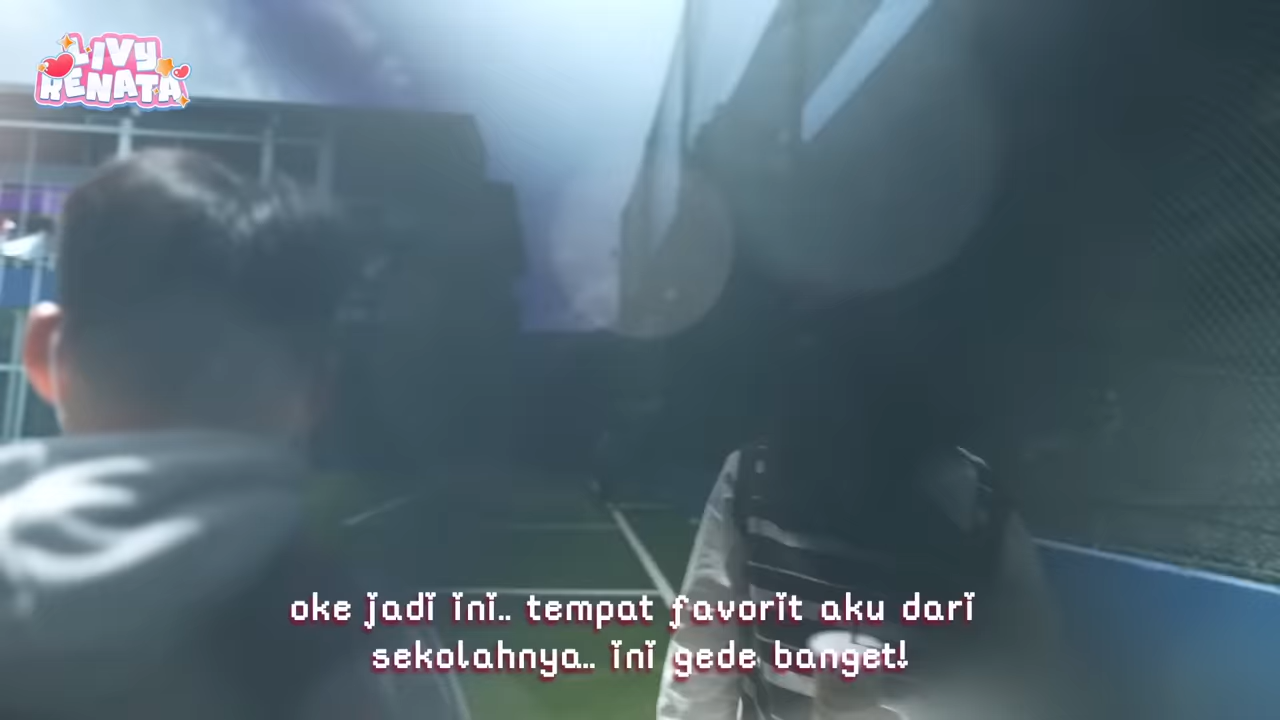 LIVY
RENATA
oke jadi ini.. tempat favorit aku dari
sekolahnya.. ini gede banget!